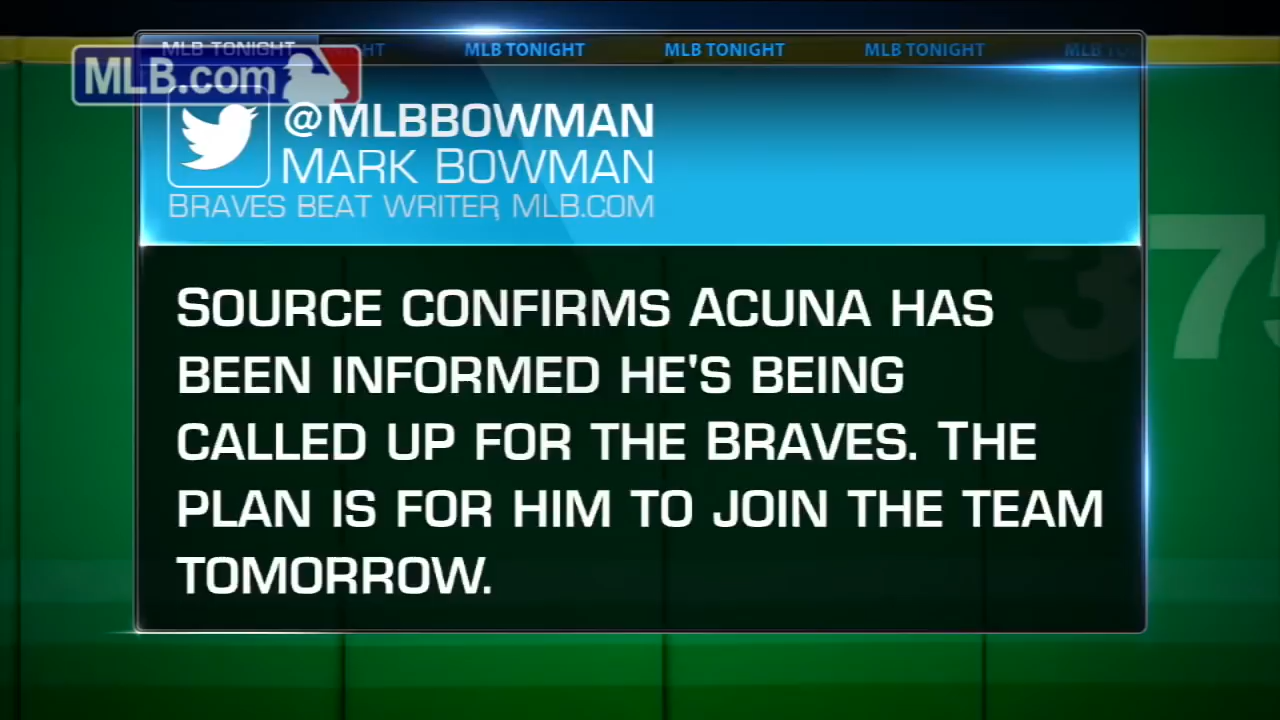 MLB TONIGHT MLB TONIGHT MLB TONIGHT MLB TONIGHT
MLB.com
@MLBBOWMAN
MARK BOWMAN
BRAVES BEAT WRITER, MLB.COM
375
SOURCE CONFIRMS ACUNA HAS
BEEN INFORMED HE'S BEING
CALLED UP FOR THE BRAVES. THE
PLAN IS FOR HIM TO JOIN THE TEAM
TOMORROW.